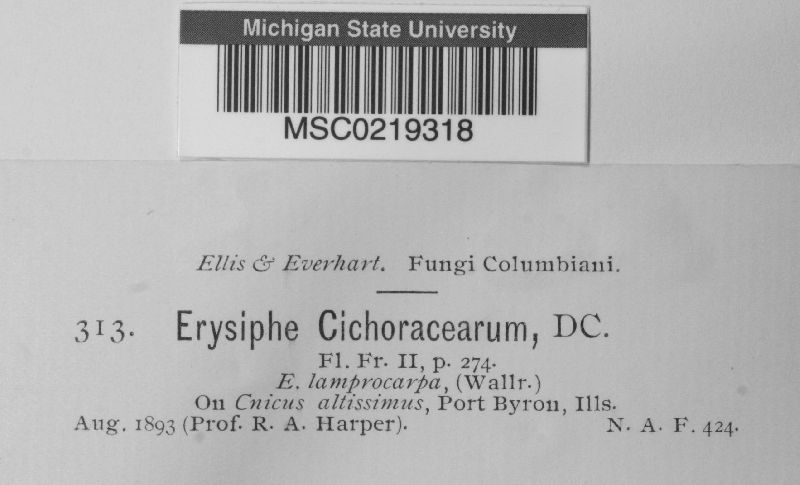 Michigan State University
MSC0219318
Ellis & Everhart. Fungi Columbiani.
313. Erysiphe Cichoracearum, DC.
Fl. Fr. II, p. 274.
E. lamprocarpa, (Wallr.)
On Cnicus altissimus, Port Byron, Ills.
Aug. 1893 (Prof. R. A. Harper). N. A. F. 424.